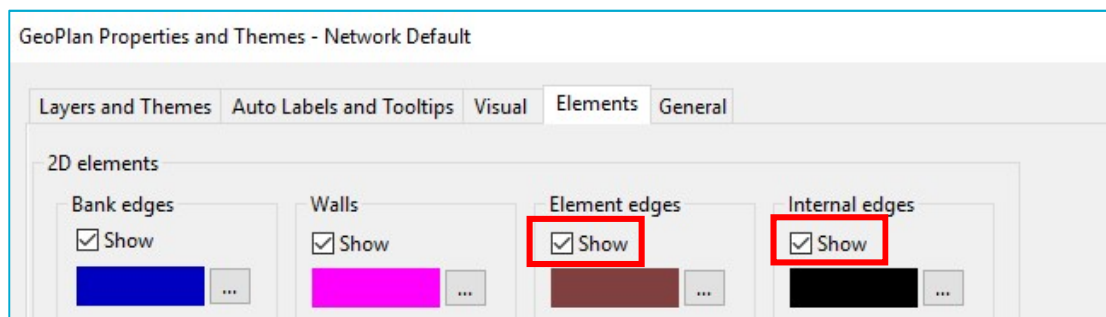 GeoPlan Properties and Themes - Network Default
Layers and Themes Auto Labels and Tooltips Visual Elements General
2D elements
Bank edges Walls Element edges Internal edges
Show Show Show Show
... ... ... ...